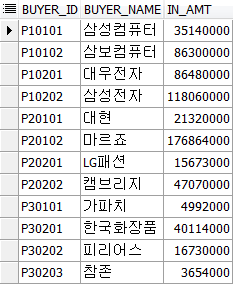 BUYER_ID BUYER_NAME IN_AMT
P10101 삼성컴퓨터 35140000
P10102 삼보컴퓨터 86300000
P10201 대우전자 86480000
P10202 삼성전자 118060000
P20101 대현 21320000
P20102 마르죠 176864000
P20201 LG패션 15673000
P20202 캠브리지 47070000
P30101 가파치 4992000
P30201 한국화장품 40114000
P30202 피리어스 16730000
P30203 참존 3654000